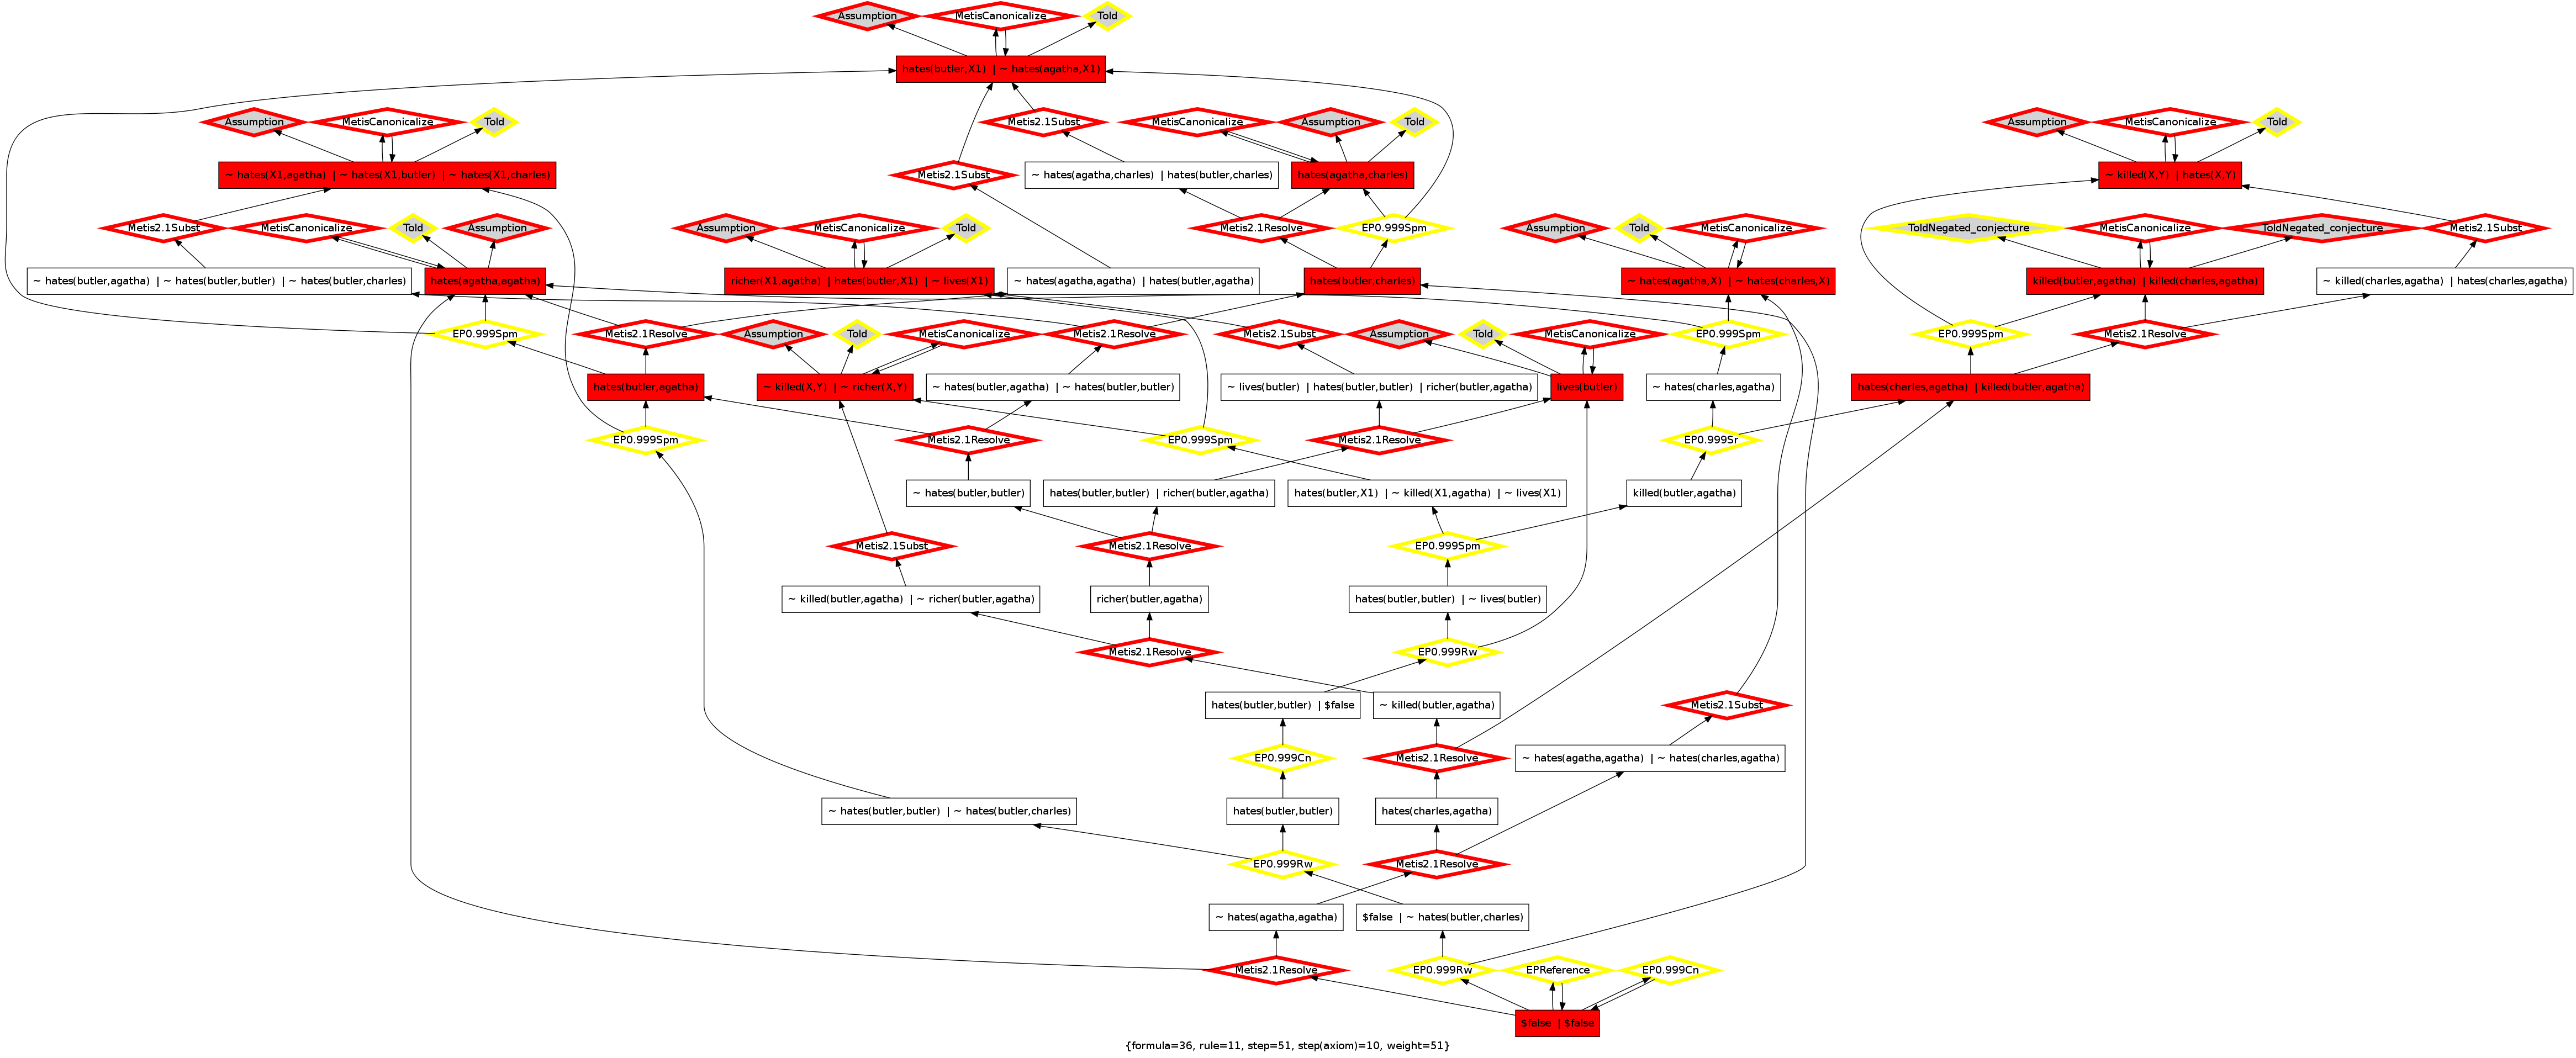 Assumption
MetisCanonicalize
Told
hates(butler,X1) | ~ hates(agatha,X1)
Assumption
MetisCanonicalize
Told
Metis2.1Subst
MetisCanonicalize
Assumption
Told
Assumption
MetisCanonicalize
Told
~ hates(X1,agatha) | ~ hates(X1,butler) | ~ hates(X1,charles)
Metis2.1Subst
~ hates(agatha,charles) | hates(butler,charles)
hates(agatha,charles)
~ killed(X,Y) | hates(X,Y)
Metis2.1Subst
MetisCanonicalize
Told
Assumption
Assumption
MetisCanonicalize
Told
Metis2.1Resolve
EP0.999Spm
Assumption
Told
MetisCanonicalize
ToldNegated_conjecture
MetisCanonicalize
ToldNegated_conjecture
Metis2.1Subst
~ hates(butler,agatha) | ~ hates(butler,butler) | ~ hates(butler,charles)
hates(agatha,agatha)
richer(X1,agatha) | hates(butler,X1) | ~ lives(X1)
~ hates(agatha,agatha) | hates(butler,agatha)
hates(butler,charles)
~ hates(agatha,X) | ~ hates(charles,X)
killed(butler,agatha) | killed(charles,agatha)
~ killed(charles,agatha) | hates(charles,agatha)
EP0.999Spm
Metis2.1Resolve
Assumption
Told
MetisCanonicalize
Metis2.1Resolve
Metis2.1Subst
Assumption
Told
MetisCanonicalize
EP0.999Spm
EP0.999Spm
Metis2.1Resolve
hates(butler,agatha)
~ killed(X,Y) | ~ richer(X,Y)
~ hates(butler,agatha) | ~ hates(butler,butler)
~ lives(butler) | hates(butler,butler) | richer(butler,agatha)
lives(butler)
~ hates(charles,agatha)
hates(charles,agatha) | killed(butler,agatha)
EP0.999Spm
Metis2.1Resolve
EP0.999Spm
Metis2.1Resolve
EP0.999Sr
~ hates(butler,butler)
hates(butler,butler) | richer(butler,agatha)
hates(butler,X1) | ~ killed(X1,agatha) | ~ lives(X1)
killed(butler,agatha)
Metis2.1Subst
Metis2.1Resolve
EP0.999Spm
~ killed(butler,agatha) | ~ richer(butler,agatha)
richer(butler,agatha)
hates(butler,butler) | ~ lives(butler)
Metis2.1Resolve
EP0.999Rw
hates(butler,butler) | $false
~ killed(butler,agatha)
Metis2.1Subst
EP0.999Cn
Metis2.1Resolve
~ hates(agatha,agatha) | ~ hates(charles,agatha)
~ hates(butler,butler) | ~ hates(butler,charles)
hates(butler,butler)
hates(charles,agatha)
EP0.999Rw
Metis2.1Resolve
~ hates(agatha,agatha)
$false | ~ hates(butler,charles)
Metis2.1Resolve
EP0.999Rw
EPReference
EP0.999Cn
$false | $false
{formula=36, rule=11, step=51, step(axiom)=10, weight=51}